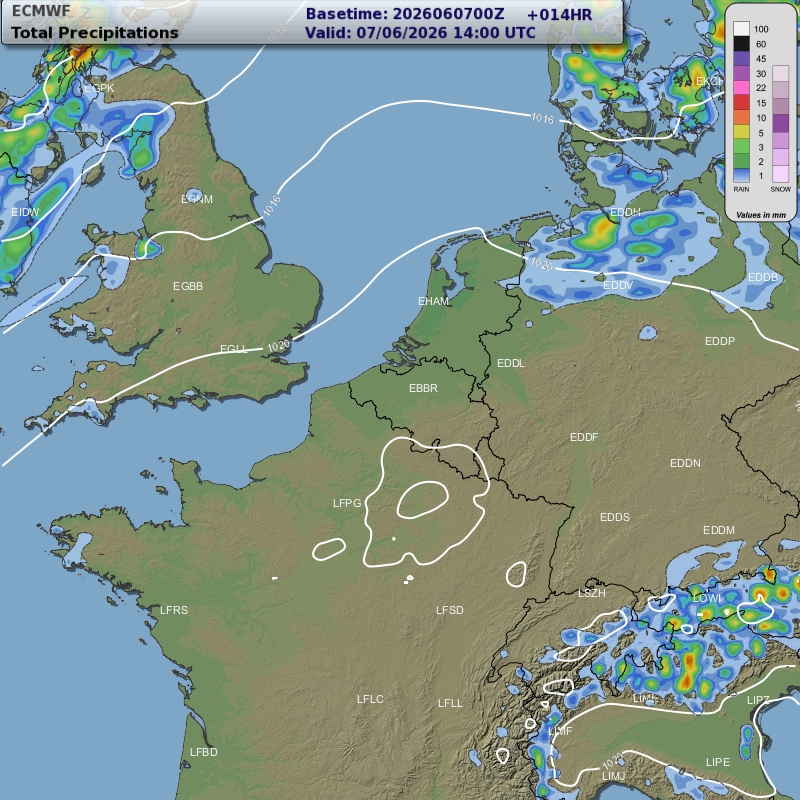 ECMWF
Basetime: 2026060700Z +014HR
Total Precipitations
Valid: 07/06/2026 14:00 UTC
100
60
45
30
22
15
10
5
3
2
1
RAIN SNOW
Values in mm
EGPK
1012
EKCH
1016
EIDW
EGNM
1016
EDDH
1020
EDDV
EDDB
EGBB
EHAM
EGLL
1020
EDDP
EDDL
EBBR
EDDF
EDDN
LFPG
EDDS
EDDM
LFRS
LFSD
LSZH
LOWI
LFLC
LFLL
LIML
LIPZ
LIMF
LFBD
LIPE
LIMJ